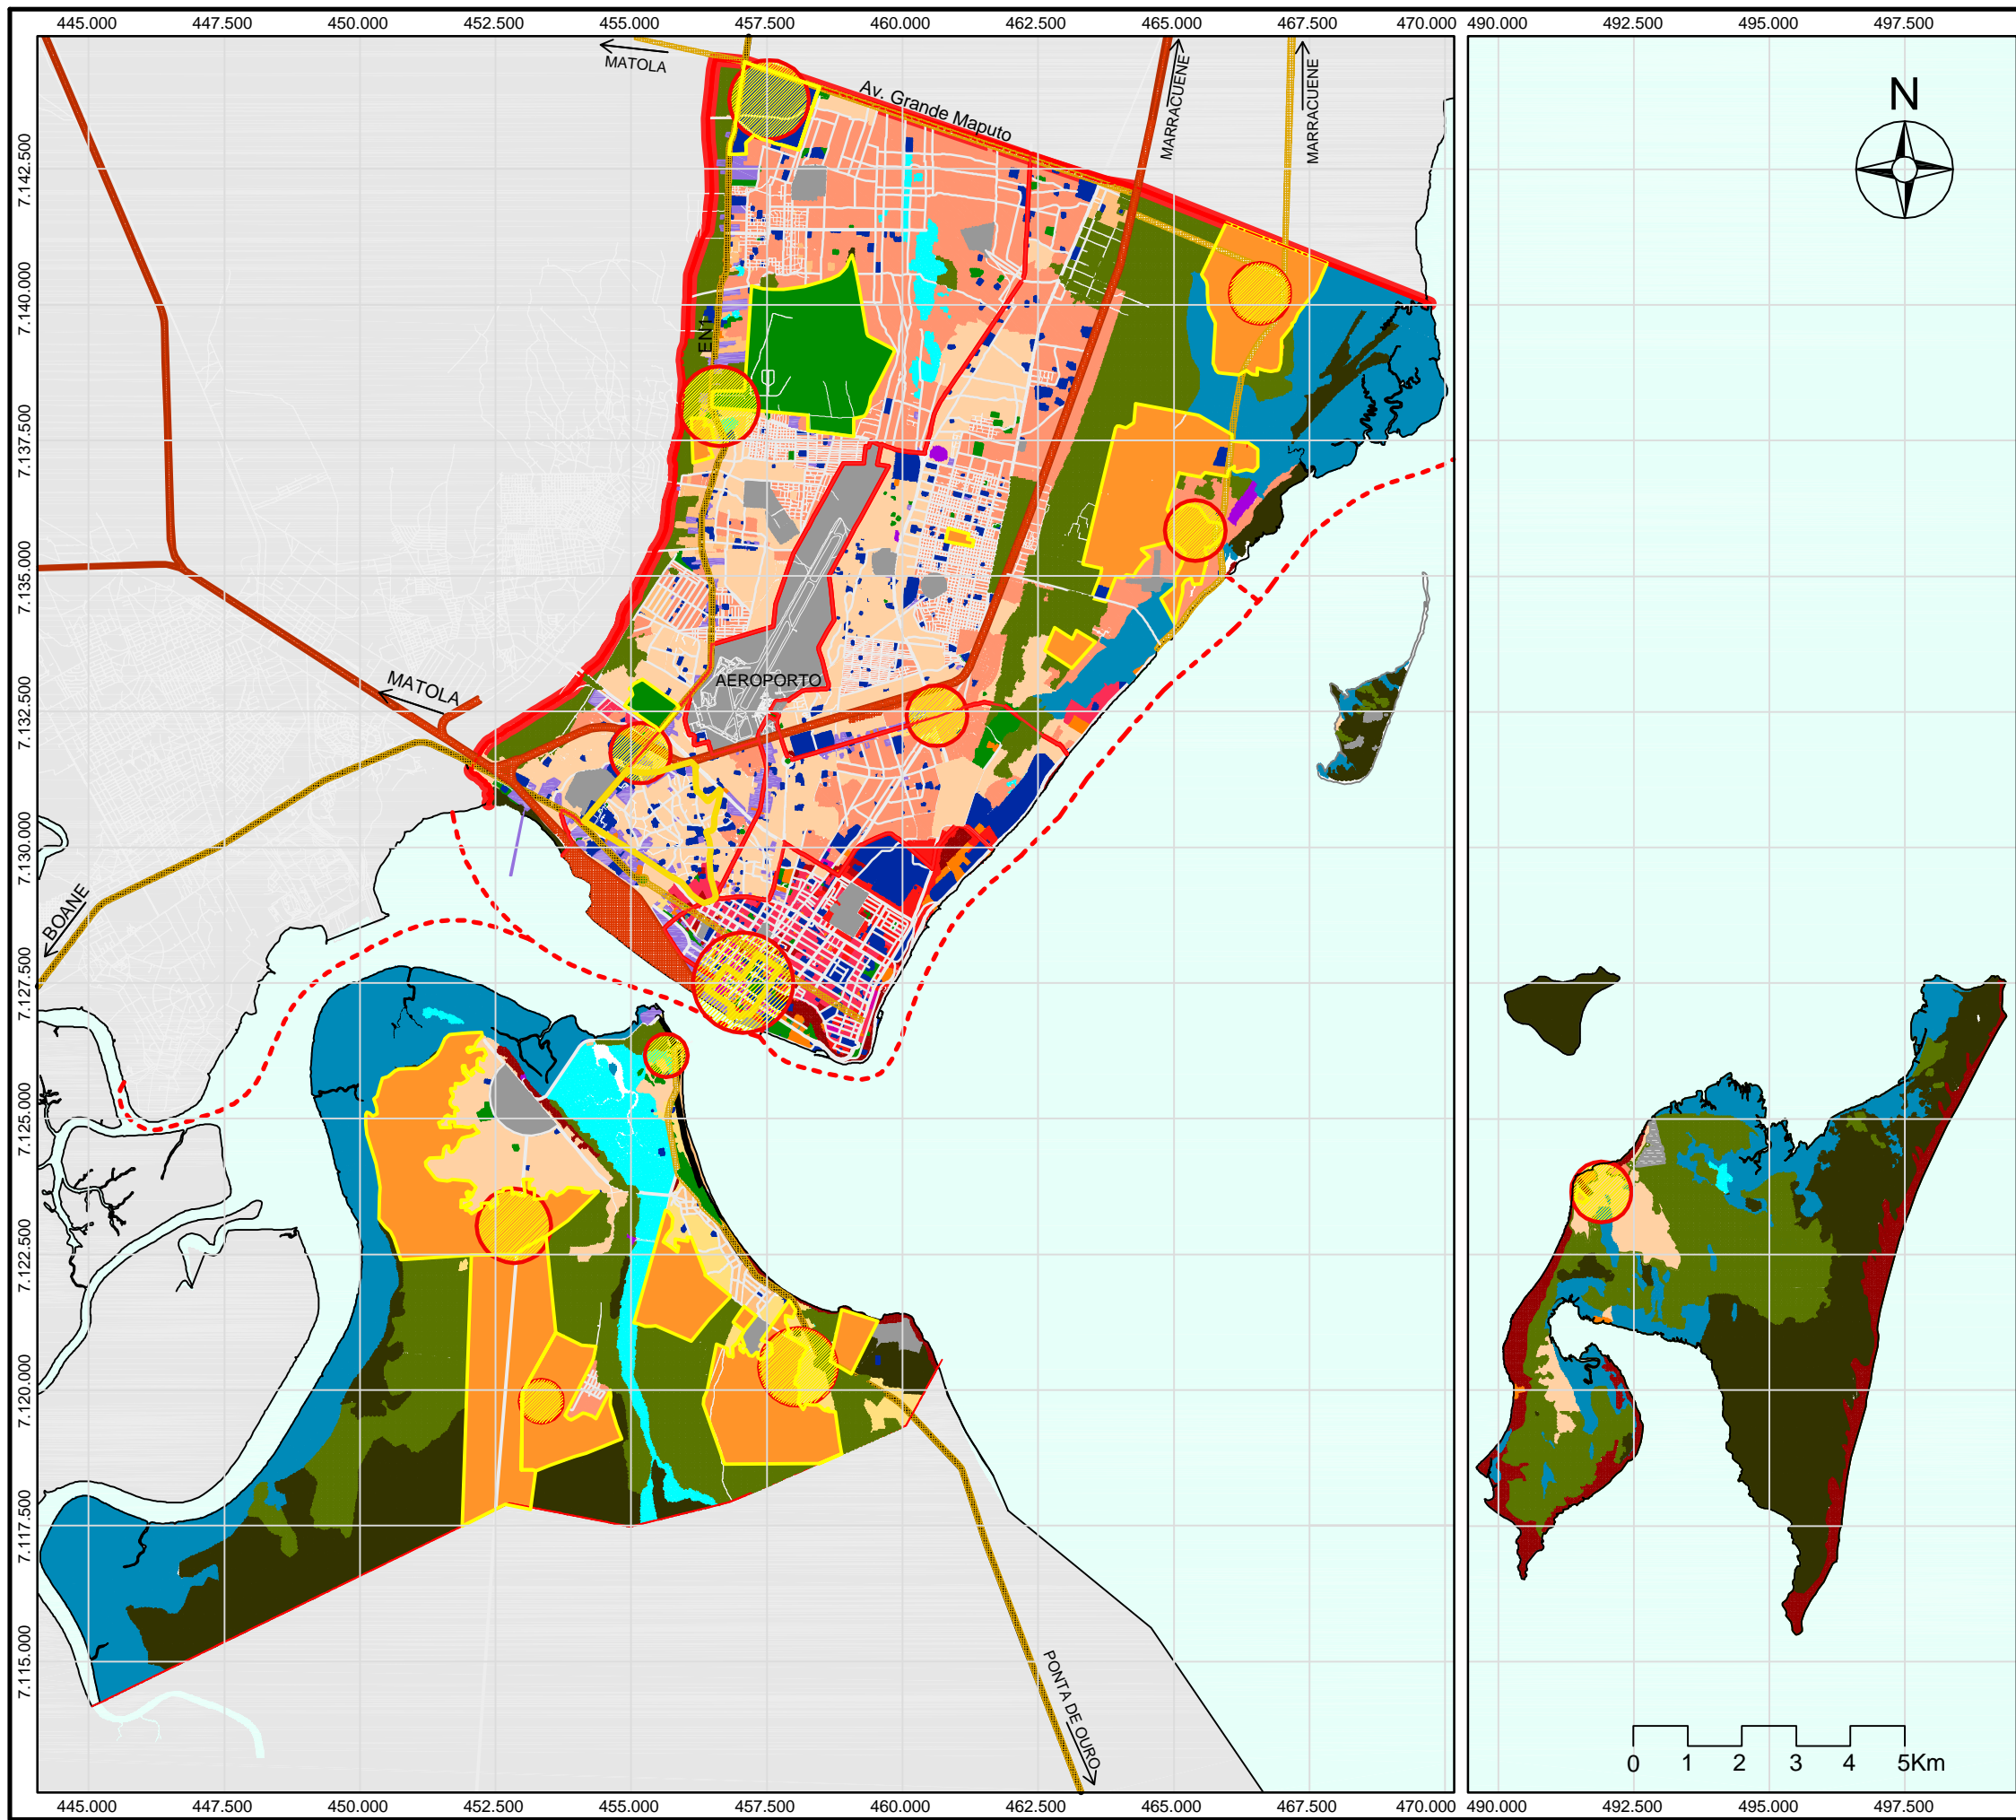 445.000 447.500 450.000 452.500 455.000 457.500 460.000 462.500 465.000 467.500 470.000 490.000 492.500 495.000 497.500
MATOLA
Av. Grande Maputo
MARRACUENE
MARRACUENE
N
7.142.500
7.140.000
EN1
7.137.500
7.135.000
AEROPORTO
MATOLA
7.132.500
7.130.000
BOANE
7.127.500
7.125.000
7.122.500
7.120.000
7.117.500
7.115.000
PONTA DE OURO
0 1 2 3 4 5Km
445.000 447.500 450.000 452.500 455.000 457.500 460.000 462.500 465.000 467.500 470.000 490.000 492.500 495.000 497.500